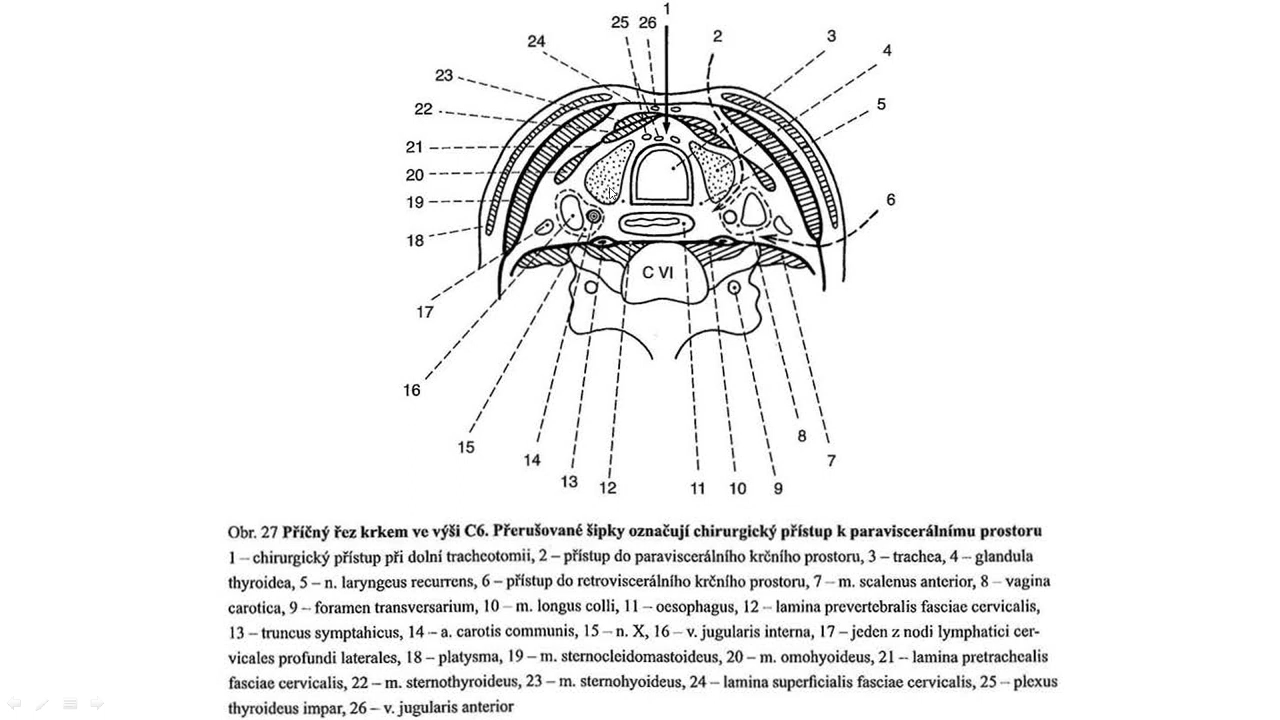 1
25 26
2
3
24
4
23
5
22
21
20
6
19
18
C VI
17
16
8
15
14
7
13
12
11
10
9
Obr. 27 Příčný řez krkem ve výši C6. Přerušované šipky označují chirurgický přístup k paraviscerálnímu prostoru
1 – chirurgický přístup při dolní tracheotomii, 2 – přístup do paraviscerálního krčního prostoru, 3 – trachea, 4 – glandula
thyroidea, 5 – n. laryngeus recurrens, 6 – přístup do retroviscerálního krčního prostoru, 7 – m. scalenus anterior, 8 – vagina
carotica, 9 – foramen transversarium, 10 – m. longus colli, 11 – oesophagus, 12 – lamina prevertebralis fasciae cervicalis,
13 – truncus symptahicus, 14 – a. carotis communis, 15 – n. X, 16 – v. jugularis interna, 17 – jeden z nodi lymphatici cer-
vicales profundi laterales, 18 – platysma, 19 – m. sternocleidomastoideus, 20 – m. omohyoideus, 21 – lamina pretrachealis
fasciae cervicalis, 22 – m. sternothyroideus, 23 – m. sternohyoideus, 24 – lamina superficialis fasciae cervicalis, 25 – plexus
thyroideus impar, 26 – v. jugularis anterior